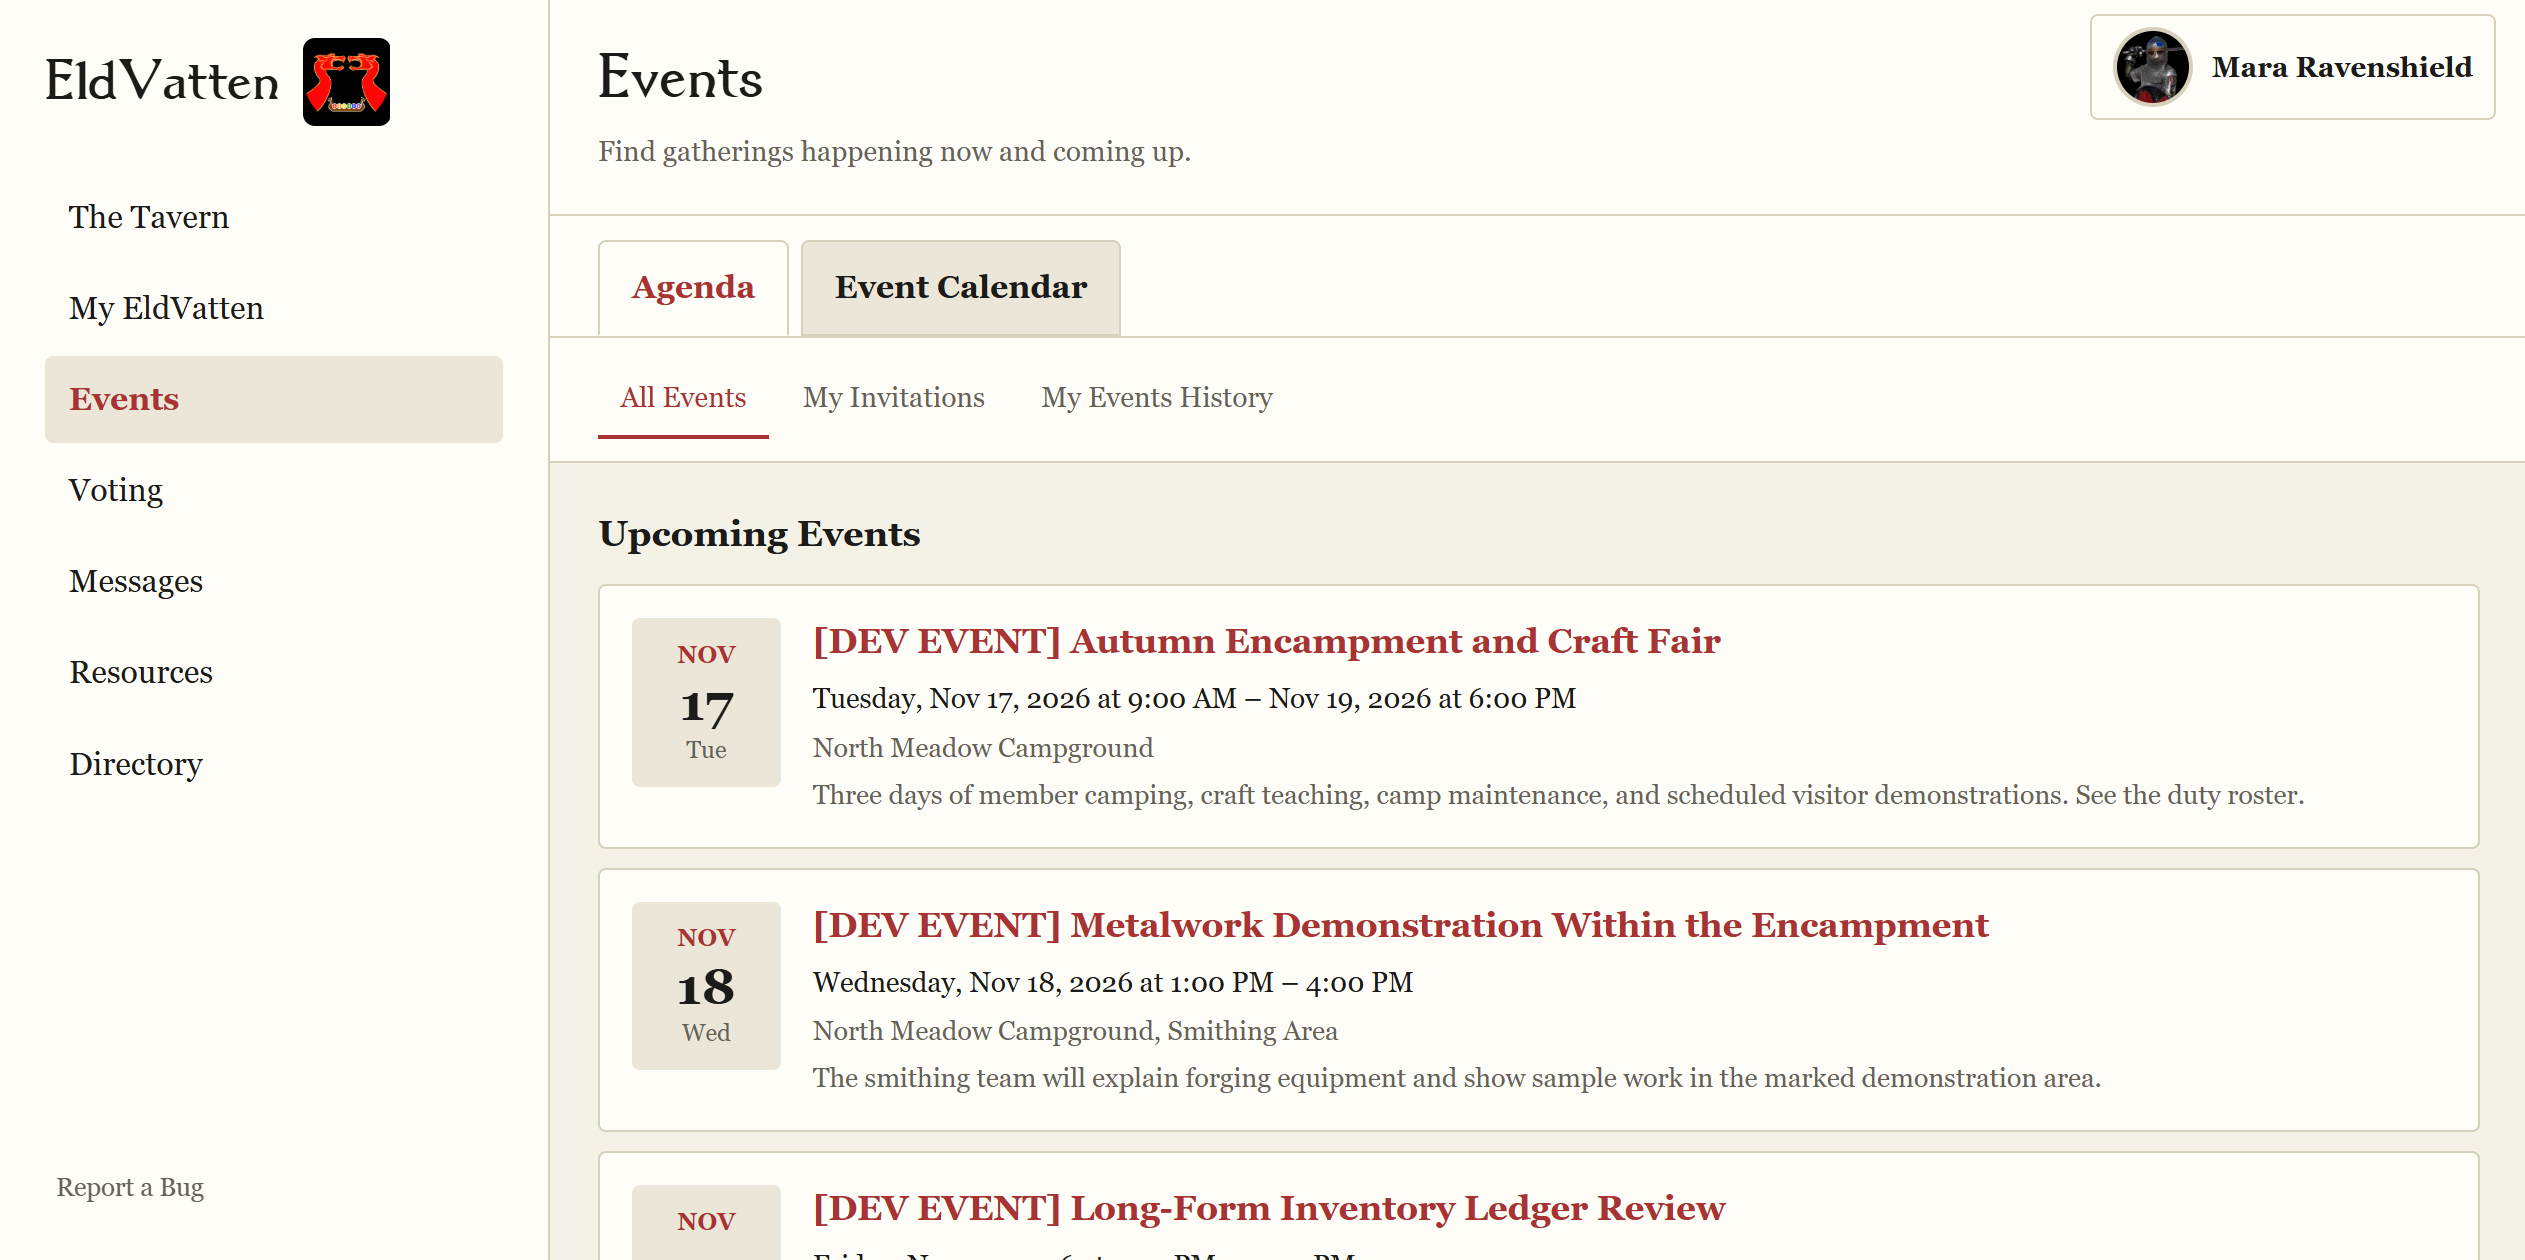 EldVatten
The Tavern
My EldVatten
Events
Voting
Messages
Resources
Directory
Report a Bug
Events
Find gatherings happening now and coming up.
Mara Ravenshield
Agenda
Event Calendar
All Events
My Invitations
My Events History
Upcoming Events
NOV
17
Tue
[DEV EVENT] Autumn Encampment and Craft Fair
Tuesday, Nov 17, 2026 at 9:00 AM – Nov 19, 2026 at 6:00 PM
North Meadow Campground
Three days of member camping, craft teaching, camp maintenance, and scheduled visitor demonstrations. See the duty roster.
NOV
18
Wed
[DEV EVENT] Metalwork Demonstration Within the Encampment
Wednesday, Nov 18, 2026 at 1:00 PM – 4:00 PM
North Meadow Campground, Smithing Area
The smithing team will explain forging equipment and show sample work in the marked demonstration area.
NOV
[DEV EVENT] Long-Form Inventory Ledger Review